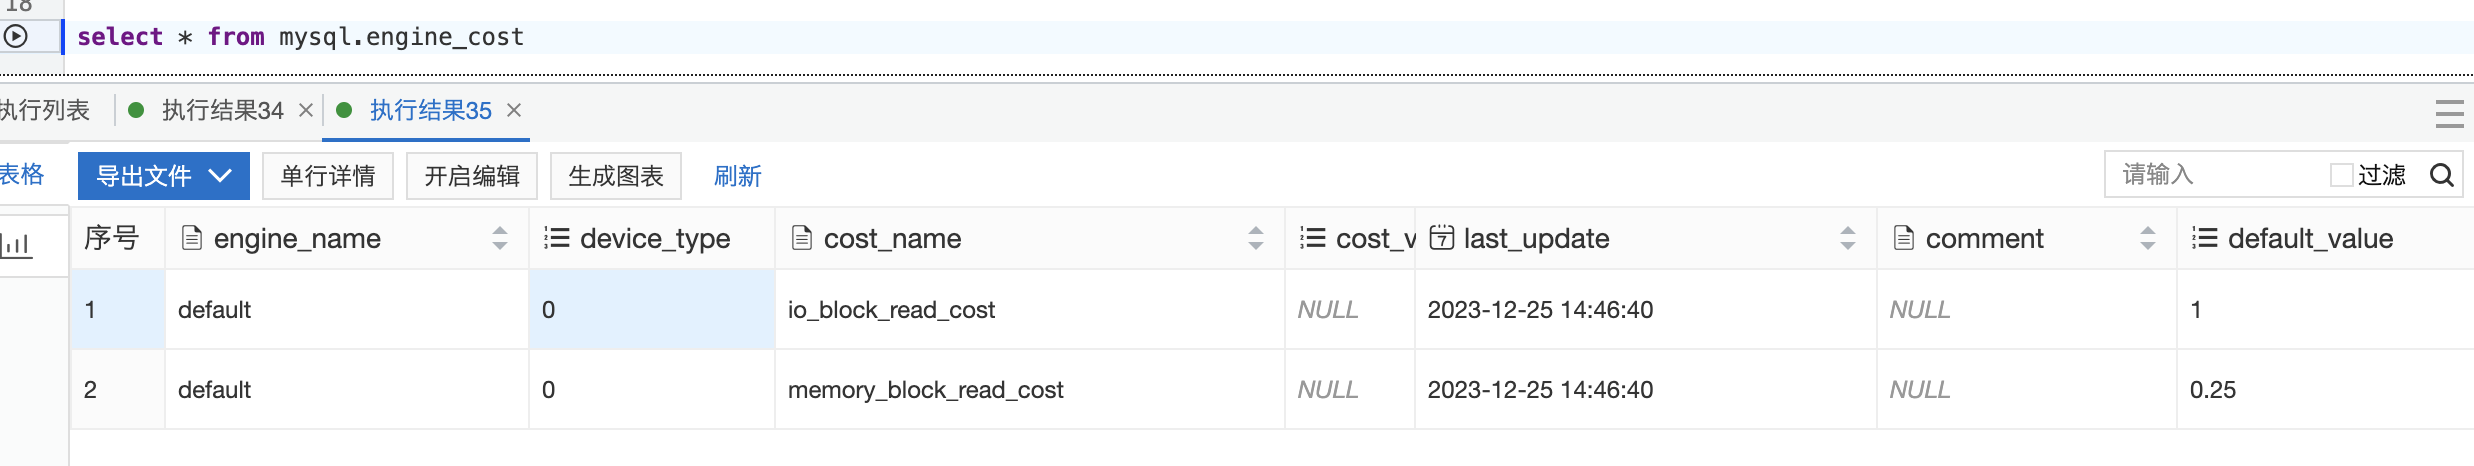 18
select * from mysql.engine_cost
执行列表 执行结果34 × 执行结果35 ×
表格 导出文件 单行详情 开启编辑 生成图表 刷新 请输入 过滤
序号 engine_name device_type cost_name cost_v last_update comment default_value
1 default 0 io_block_read_cost NULL 2023-12-25 14:46:40 NULL 1
2 default 0 memory_block_read_cost NULL 2023-12-25 14:46:40 NULL 0.25